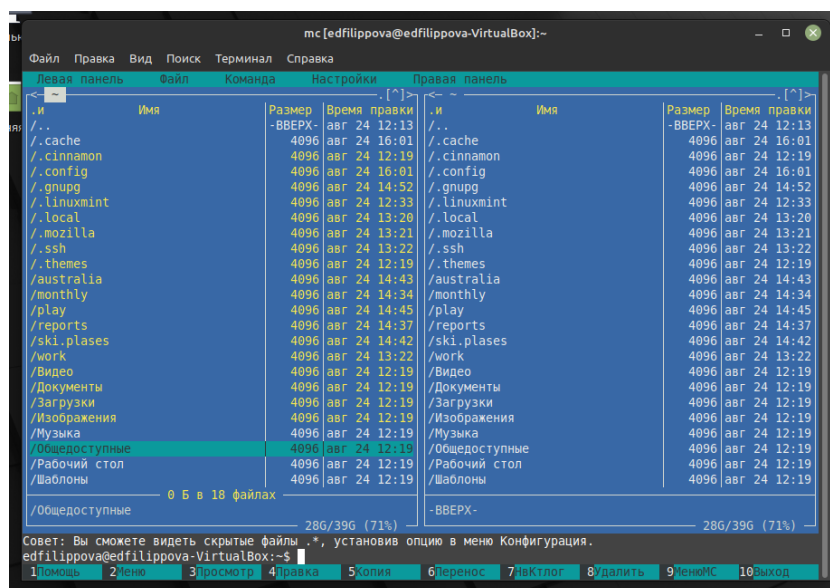 mc [edfilippova@edfilippova-VirtualBox]:~
Файл Правка Вид Поиск Терминал Справка
Левая панель Файл Команда Настройки Правая панель
<— ~ .[^]> <— ~ .[^]>
.и Имя Размер Время правки .и Имя Размер Время правки
/.. -ВВЕРХ- авг 24 12:13 /.. -ВВЕРХ- авг 24 12:13
/.cache 4096 авг 24 16:01 /.cache 4096 авг 24 16:01
/.cinnamon 4096 авг 24 12:19 /.cinnamon 4096 авг 24 12:19
/.config 4096 авг 24 16:01 /.config 4096 авг 24 16:01
/.gnupg 4096 авг 24 14:52 /.gnupg 4096 авг 24 14:52
/.linuxmint 4096 авг 24 12:33 /.linuxmint 4096 авг 24 12:33
/.local 4096 авг 24 13:20 /.local 4096 авг 24 13:20
/.mozilla 4096 авг 24 13:21 /.mozilla 4096 авг 24 13:21
/.ssh 4096 авг 24 13:22 /.ssh 4096 авг 24 13:22
/.themes 4096 авг 24 12:19 /.themes 4096 авг 24 12:19
/australia 4096 авг 24 14:43 /australia 4096 авг 24 14:43
/monthly 4096 авг 24 14:34 /monthly 4096 авг 24 14:34
/play 4096 авг 24 14:45 /play 4096 авг 24 14:45
/reports 4096 авг 24 14:37 /reports 4096 авг 24 14:37
/ski.plases 4096 авг 24 14:42 /ski.plases 4096 авг 24 14:42
/work 4096 авг 24 13:22 /work 4096 авг 24 13:22
/Видео 4096 авг 24 12:19 /Видео 4096 авг 24 12:19
/Документы 4096 авг 24 12:19 /Документы 4096 авг 24 12:19
/Загрузки 4096 авг 24 12:19 /Загрузки 4096 авг 24 12:19
/Изображения 4096 авг 24 12:19 /Изображения 4096 авг 24 12:19
/Музыка 4096 авг 24 12:19 /Музыка 4096 авг 24 12:19
/Общедоступные 4096 авг 24 12:19 /Общедоступные 4096 авг 24 12:19
/Рабочий стол 4096 авг 24 12:19 /Рабочий стол 4096 авг 24 12:19
/Шаблоны 4096 авг 24 12:19 /Шаблоны 4096 авг 24 12:19
0 Б в 18 файлах
/Общедоступные -ВВЕРХ-
28G/39G (71%) 28G/39G (71%)
Совет: Вы сможете видеть скрытые файлы .*, установив опцию в меню Конфигурация.
edfilippova@edfilippova-VirtualBox:~$
1Помощь 2Меню 3Просмотр 4Правка 5Копия 6Перенос 7НвКтлог 8Удалить 9МенюМС 10Выход